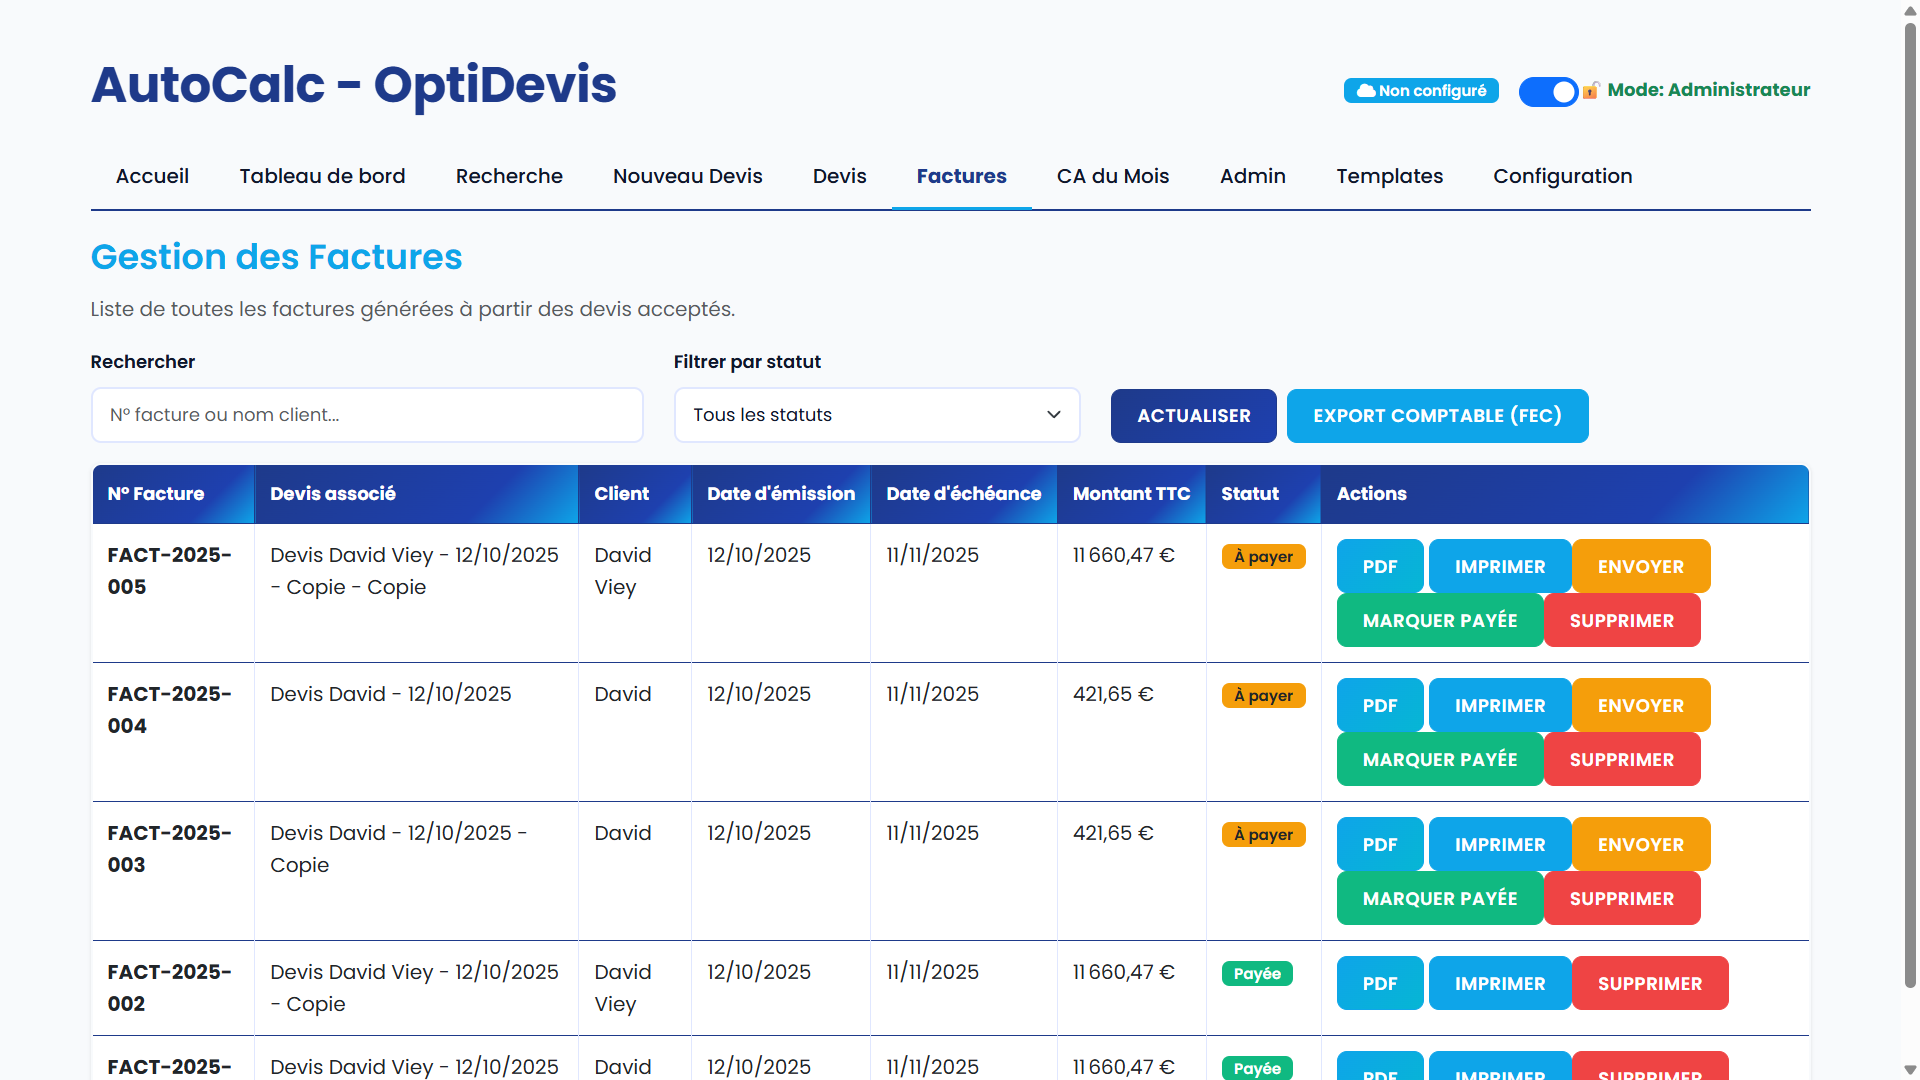 AutoCalc - OptiDevis
Non configuré
Mode: Administrateur
Accueil
Tableau de bord
Recherche
Nouveau Devis
Devis
Factures
CA du Mois
Admin
Templates
Configuration
Gestion des Factures
Liste de toutes les factures générées à partir des devis acceptés.
Rechercher
Filtrer par statut
N° facture ou nom client...
Tous les statuts
ACTUALISER
EXPORT COMPTABLE (FEC)
N° Facture
Devis associé
Client
Date d'émission
Date d'échéance
Montant TTC
Statut
Actions
FACT-2025-
005
Devis David Viey - 12/10/2025
- Copie - Copie
David
Viey
12/10/2025
11/11/2025
11 660,47 €
À payer
PDF
IMPRIMER
ENVOYER
MARQUER PAYÉE
SUPPRIMER
FACT-2025-
004
Devis David - 12/10/2025
David
12/10/2025
11/11/2025
421,65 €
À payer
PDF
IMPRIMER
ENVOYER
MARQUER PAYÉE
SUPPRIMER
FACT-2025-
003
Devis David - 12/10/2025 -
Copie
David
12/10/2025
11/11/2025
421,65 €
À payer
PDF
IMPRIMER
ENVOYER
MARQUER PAYÉE
SUPPRIMER
FACT-2025-
002
Devis David Viey - 12/10/2025
- Copie
David
Viey
12/10/2025
11/11/2025
11 660,47 €
Payée
PDF
IMPRIMER
SUPPRIMER
FACT-2025-
Devis David Viey - 12/10/2025
David
12/10/2025
11/11/2025
11 660,47 €
Payée
PDF
IMPRIMER
SUPPRIMER